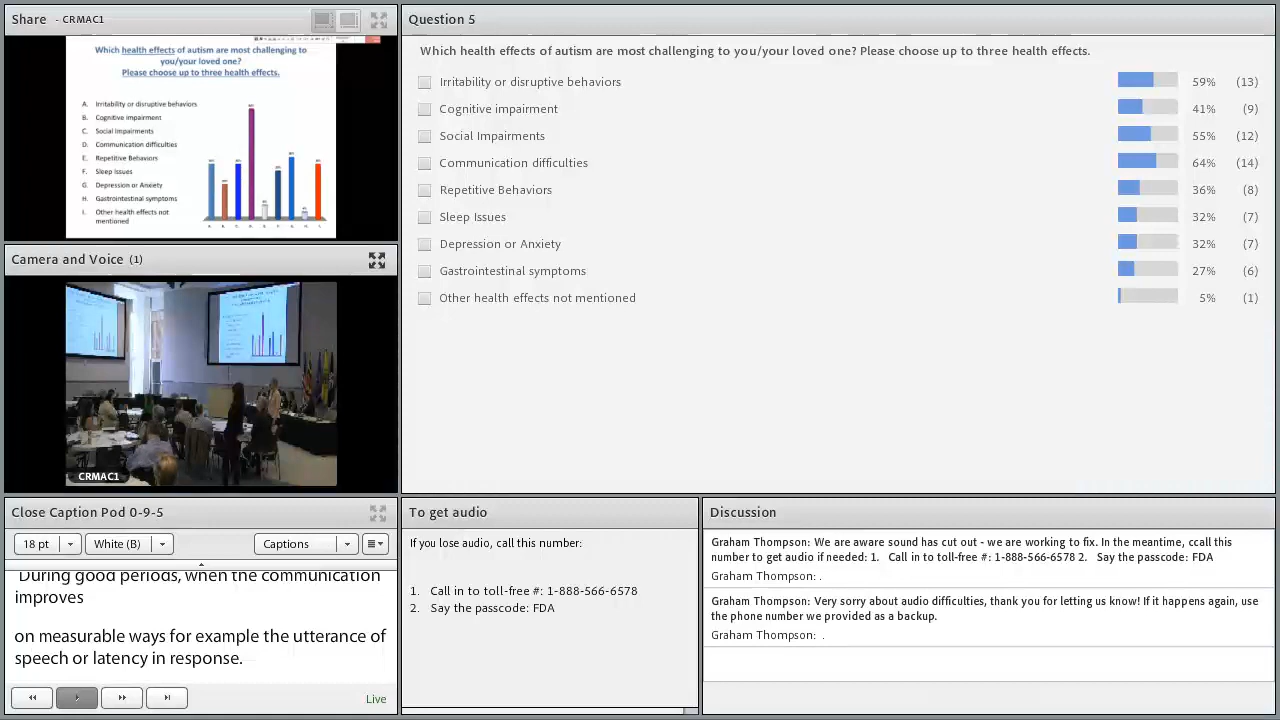 Share - CRMAC1
Which health effects of autism are most challenging to
you/your loved one?
Please choose up to three health effects.
A. Irritability or disruptive behaviors
B. Cognitive impairment
C. Social Impairments
D. Communication difficulties
E. Repetitive Behaviors
F. Sleep Issues
G. Depression or Anxiety
H. Gastrointestinal symptoms
I. Other health effects not
mentioned
Camera and Voice (1)
CRMAC1
Question 5
Which health effects of autism are most challenging to you/your loved one? Please choose up to three health effects.
Irritability or disruptive behaviors 59% (13)
Cognitive impairment 41% (9)
Social Impairments 55% (12)
Communication difficulties 64% (14)
Repetitive Behaviors 36% (8)
Sleep Issues 32% (7)
Depression or Anxiety 32% (7)
Gastrointestinal symptoms 27% (6)
Other health effects not mentioned 5% (1)
Close Caption Pod 0-9-5
18 pt White (B) Captions
During good periods, when the communication
improves
on measurable ways for example the utterance of
speech or latency in response.
Live
To get audio
If you lose audio, call this number:
1. Call in to toll-free #: 1-888-566-6578
2. Say the passcode: FDA
Discussion
Graham Thompson: We are aware sound has cut out - we are working to fix. In the meantime, ccall this
number to get audio if needed: 1. Call in to toll-free #: 1-888-566-6578 2. Say the passcode: FDA
Graham Thompson: .
Graham Thompson: Very sorry about audio difficulties, thank you for letting us know! If it happens again, use
the phone number we provided as a backup.
Graham Thompson: .